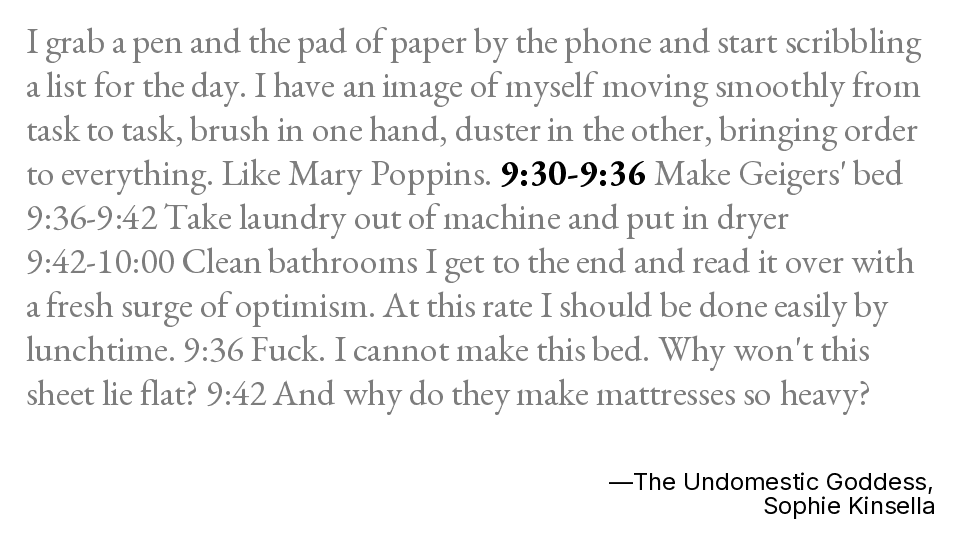 I grab a pen and the pad of paper by the phone and start scribbling
a list for the day. I have an image of myself moving smoothly from
task to task, brush in one hand, duster in the other, bringing order
to everything. Like Mary Poppins. 9:30-9:36 Make Geigers' bed
9:36-9:42 Take laundry out of machine and put in dryer
9:42-10:00 Clean bathrooms I get to the end and read it over with
a fresh surge of optimism. At this rate I should be done easily by
lunchtime. 9:36 Fuck. I cannot make this bed. Why won't this
sheet lie flat? 9:42 And why do they make mattresses so heavy?
—The Undomestic Goddess,
Sophie Kinsella